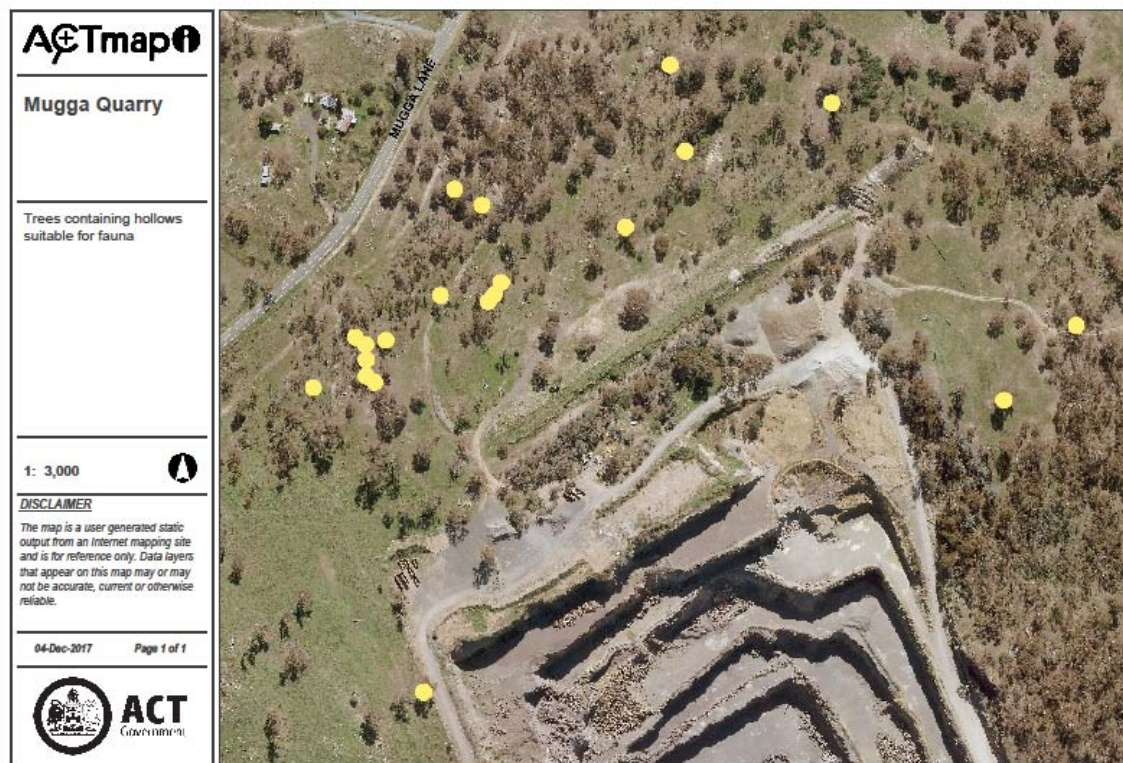 ACTmapi
Mugga Quarry
Trees containing hollows
suitable for fauna
1: 3,000
DISCLAIMER
The map is a user generated static
output from an Internet mapping site
and is for reference only. Data layers
that appear on this map may or may
not be accurate, current or otherwise
reliable.
04-Dec-2017 Page 1 of 1
ACT
Government
MUGGA LANE